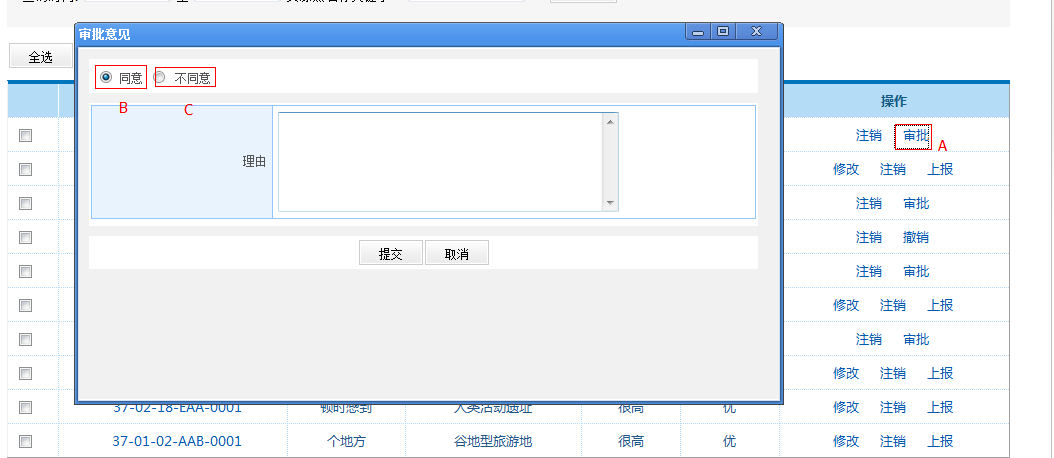 审批意见
全选
同意 不同意
B C
操作
理由
注销 审批
A
修改 注销 上报
注销 审批
注销 撤销
提交 取消
注销 审批
修改 注销 上报
注销 审批
修改 注销 上报
37-02-18-EAA-0001 顿时感到 人类活动遗址 很高 优 修改 注销 上报
37-01-02-AAB-0001 个地方 谷地型旅游地 很高 优 修改 注销 上报